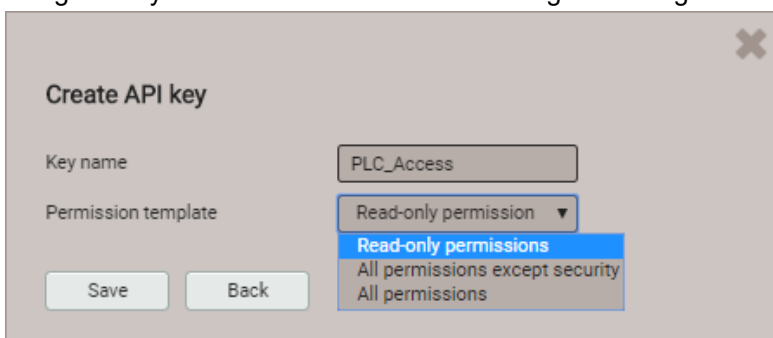 Create API key
Key name PLC_Access
Permission template Read-only permission ▼
Read-only permissions
All permissions except security
Save Back All permissions